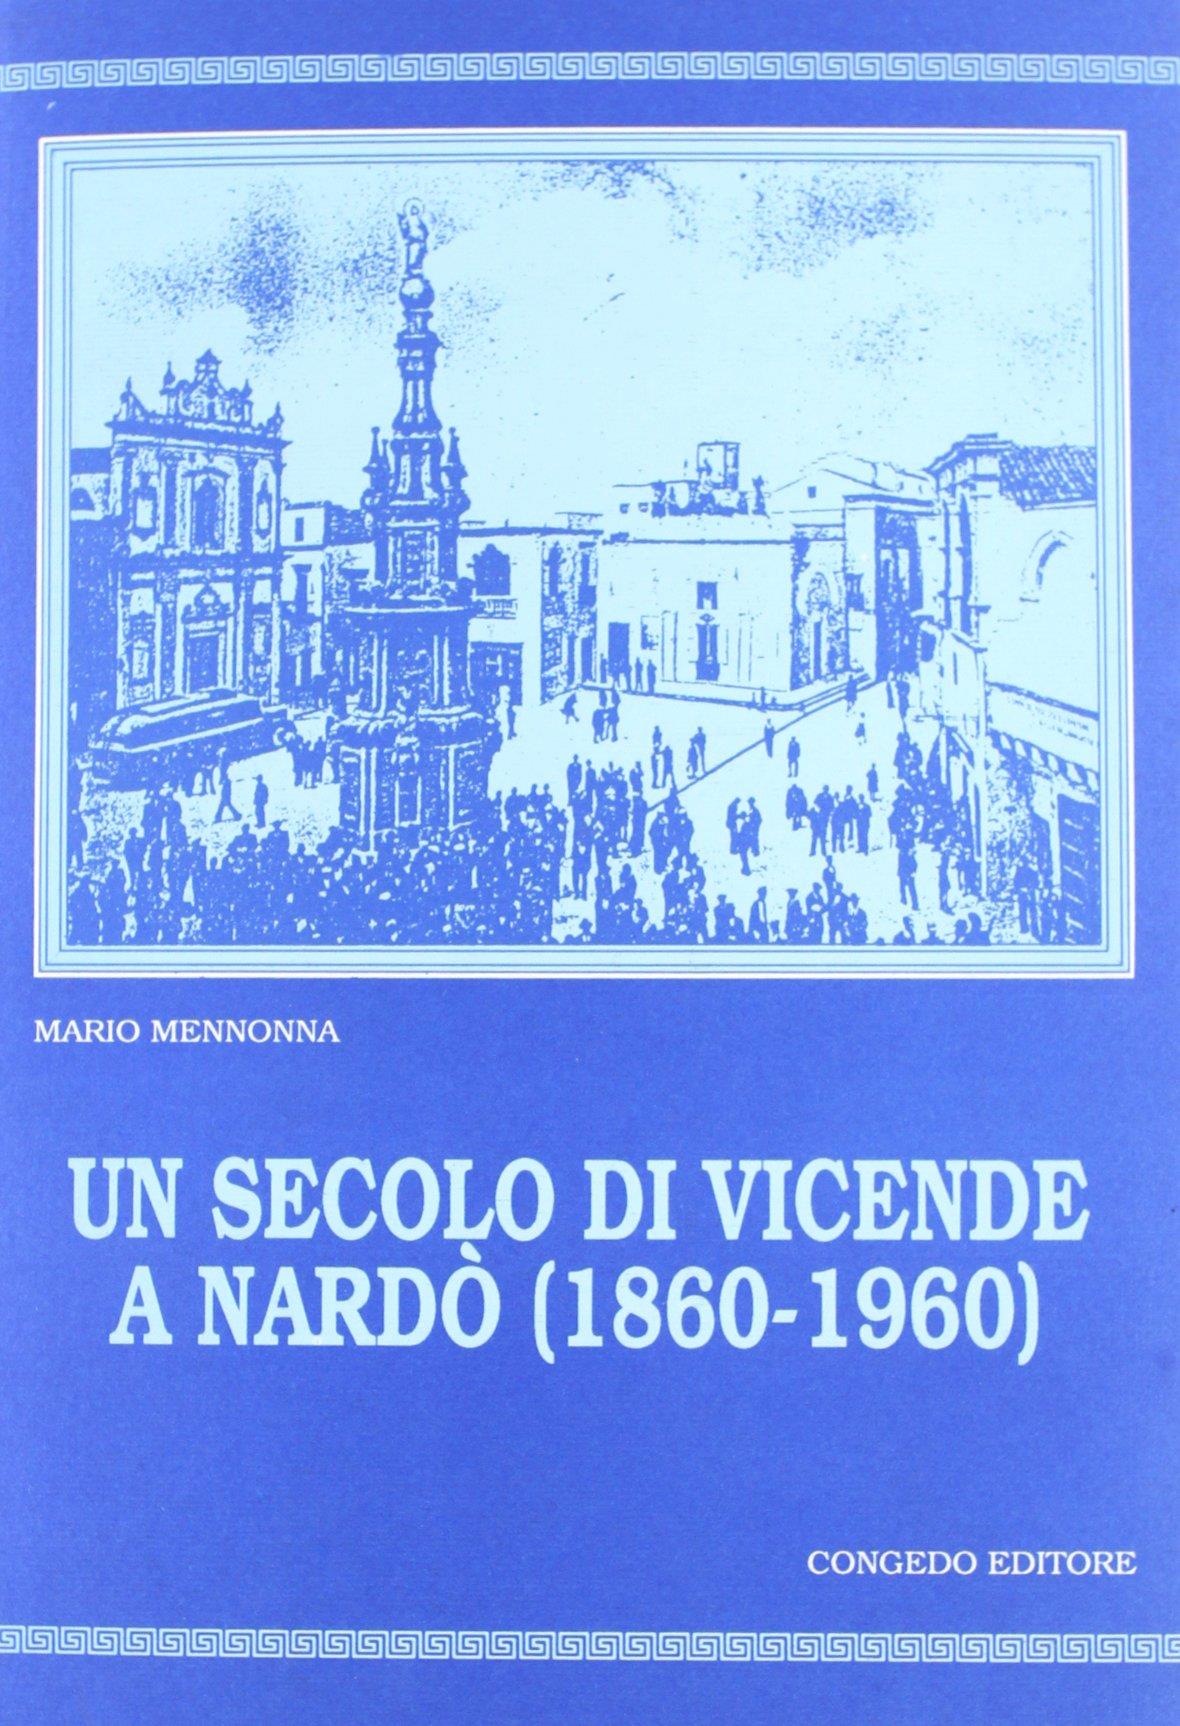 MARIO MENNONNA
UN SECOLO DI VICENDE
A NARDÒ (1860-1960)
CONGEDO EDITORE